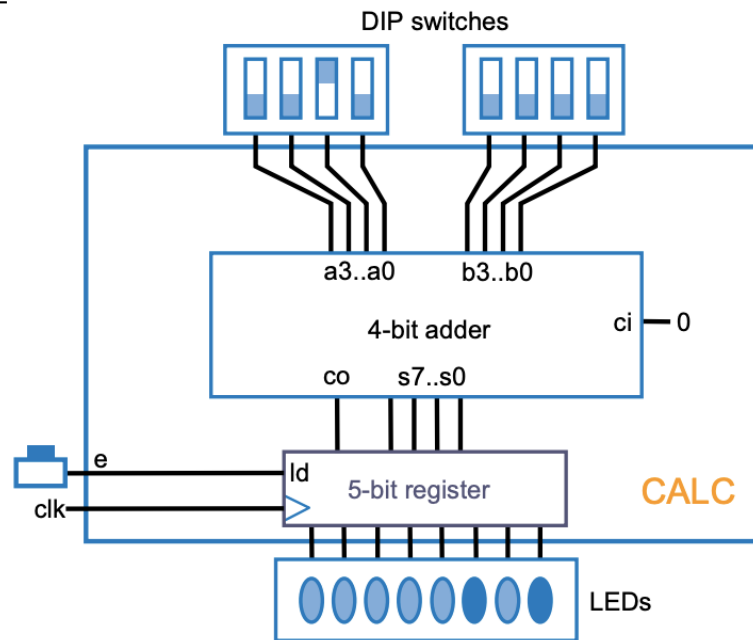 DIP switches
a3..a0
b3..b0
4-bit adder
ci
0
co
s7..s0
e
ld
5-bit register
CALC
clk
LEDs